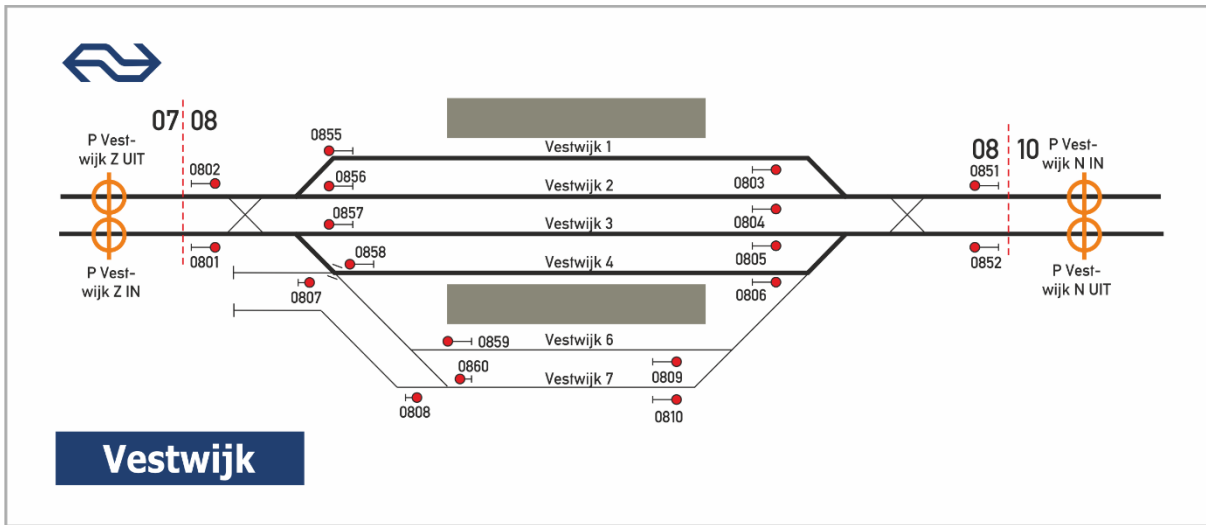 07 08
P Vest-
wijk Z UIT
0802
0855
0856
Vestwijk 1
Vestwijk 2
0803
08 10
0851
P Vest-
wijk N IN
0857
Vestwijk 3
0804
0801
P Vest-
wijk Z IN
0858
Vestwijk 4
0805
0852
P Vest-
wijk N UIT
0807
0806
0859
Vestwijk 6
0809
0860
Vestwijk 7
0808
0810
Vestwijk